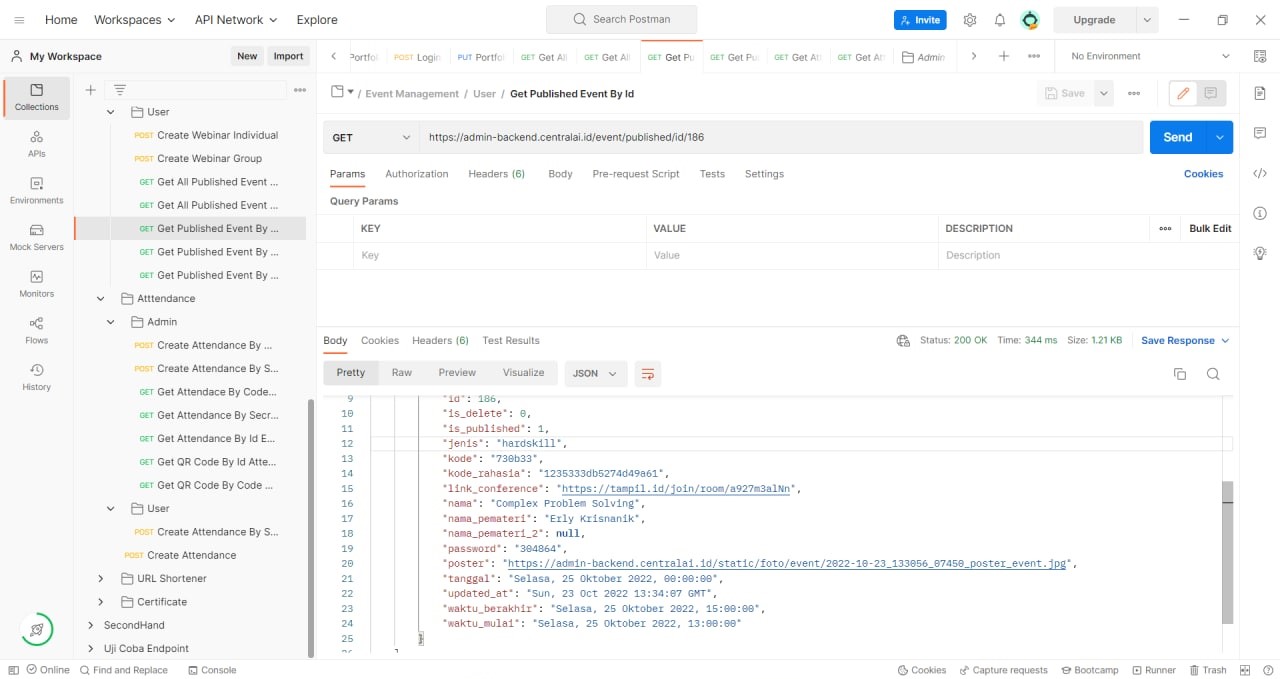 Home Workspaces API Network Explore Search Postman Invite Upgrade
My Workspace New Import
Portfo POST Login PUT Portfo GET Get Al GET Get Al GET Get Pu GET Get Pu GET Get At GET Get At Admin No Environment
Collections
APIs
Environments
Mock Servers
Monitors
Flows
History
User
POST Create Webinar Individual
POST Create Webinar Group
GET Get All Published Event ...
GET Get All Published Event ...
GET Get Published Event By ...
GET Get Published Event By ...
GET Get Published Event By ...
Atttendance
Admin
POST Create Attendance By ...
POST Create Attendance By S...
GET Get Attendace By Code...
GET Get Attendance By Secr...
GET Get Attendance By Id E...
GET Get QR Code By Id Atte...
GET Get QR Code By Code ...
User
POST Create Attendance By S...
POST Create Attendance
URL Shortener
Certificate
SecondHand
Uji Coba Endpoint
/ Event Management / User / Get Published Event By Id Save
GET https://admin-backend.centralai.id/event/published/id/186 Send
Params Authorization Headers (6) Body Pre-request Script Tests Settings Cookies
Query Params
KEY VALUE DESCRIPTION Bulk Edit
Key Value Description
Body Cookies Headers (6) Test Results Status: 200 OK Time: 344 ms Size: 1.21 KB Save Response
Pretty Raw Preview Visualize JSON
9 "id": 186,
10 "is_delete": 0,
11 "is_published": 1,
12 "jenis": "hardskill",
13 "kode": "730b33",
14 "kode_rahasia": "1235333db5274d49a61",
15 "link_conference": "https://tampil.id/join/room/a927m3alNn",
16 "nama": "Complex Problem Solving",
17 "nama_pemateri": "Erly Krisnanik",
18 "nama_pemateri_2": null,
19 "password": "304864",
20 "poster": "https://admin-backend.centralai.id/static/foto/event/2022-10-23_133056_07450_poster_event.jpg",
21 "tanggal": "Selasa, 25 Oktober 2022, 00:00:00",
22 "updated_at": "Sun, 23 Oct 2022 13:34:07 GMT",
23 "waktu_berakhir": "Selasa, 25 Oktober 2022, 15:00:00",
24 "waktu_mulai": "Selasa, 25 Oktober 2022, 13:00:00"
25 }
Online Find and Replace Console Cookies Capture requests Bootcamp Runner Trash